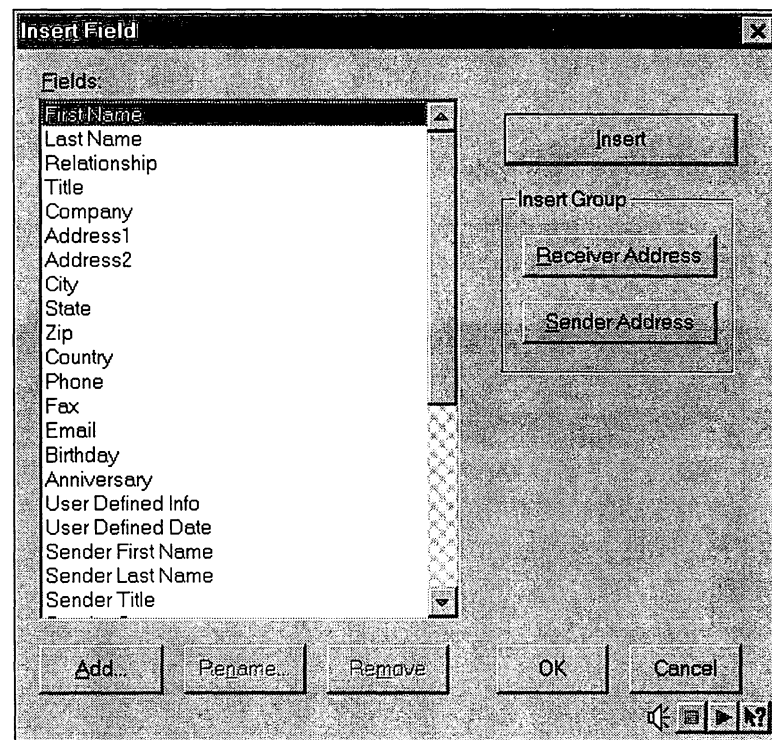 Insert Field
Fields:
First Name
Last Name
Relationship
Title
Company
Address1
Address2
City
State
Zip
Country
Phone
Fax
Email
Birthday
Anniversary
User Defined Info
User Defined Date
Sender First Name
Sender Last Name
Sender Title
Insert
Insert Group
Receiver Address
Sender Address
Add...
Rename...
Remove
OK
Cancel